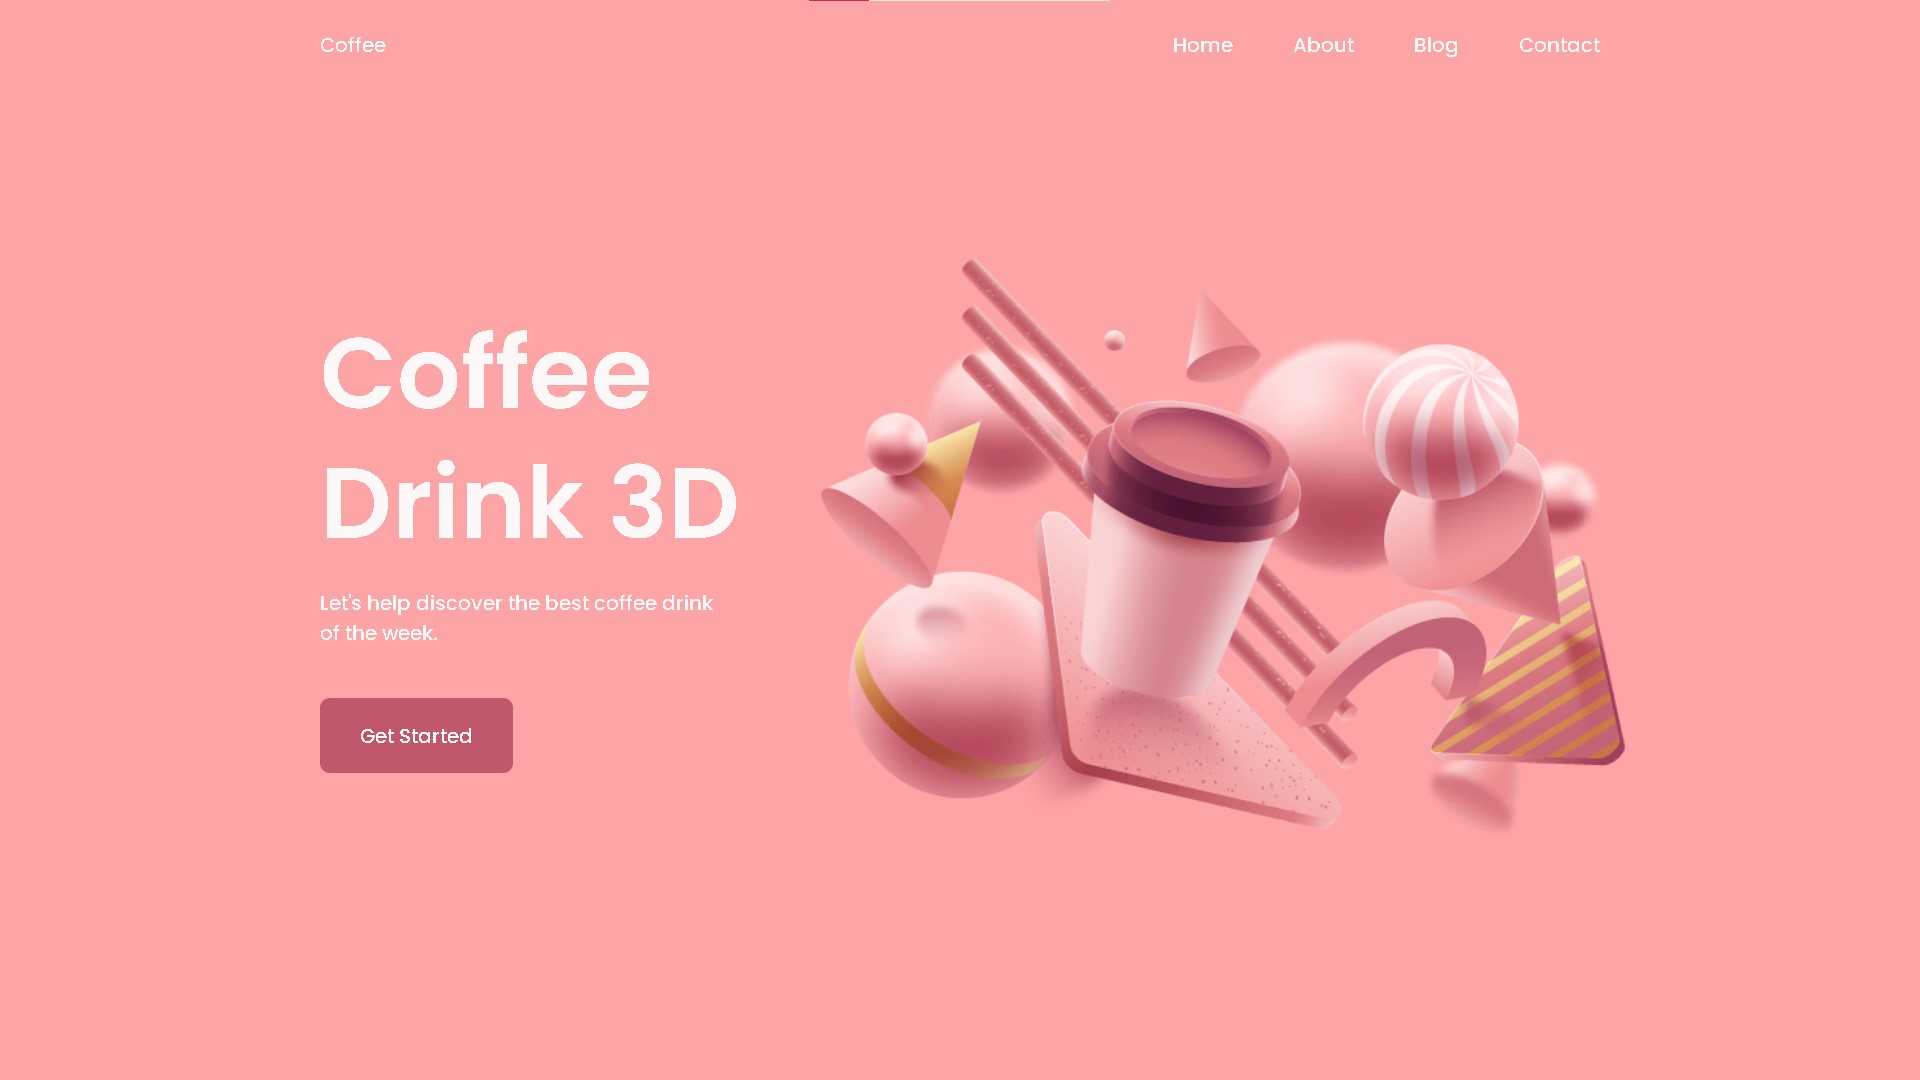 Coffee
Home About Blog Contact
Coffee
Drink 3D
Let's help discover the best coffee drink
of the week.
Get Started